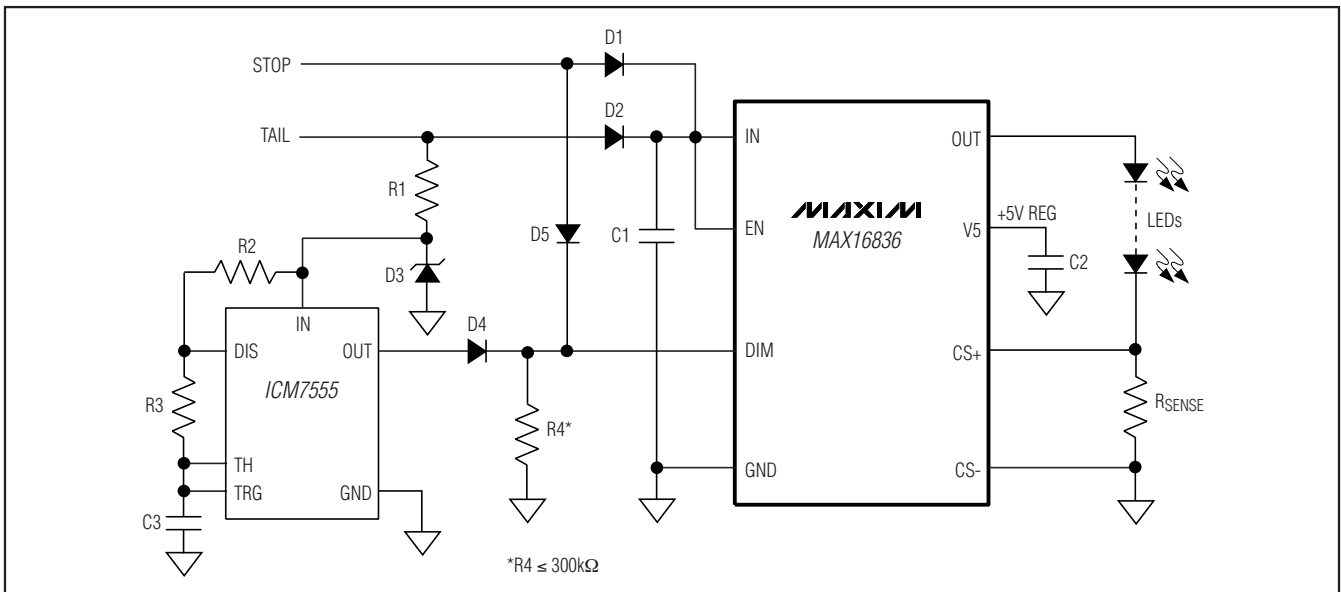 STOP
D1
TAIL
D2
R1
R2
D3
D5
C1
IN
EN
DIM
GND
MAXIM
MAX16836
OUT
V5
CS+
CS-
+5V REG
C2
LEDs
RSENSE
IN
DIS
OUT
ICM7555
TH
TRG
GND
D4
R3
R4*
C3
*R4 ≤ 300kΩ